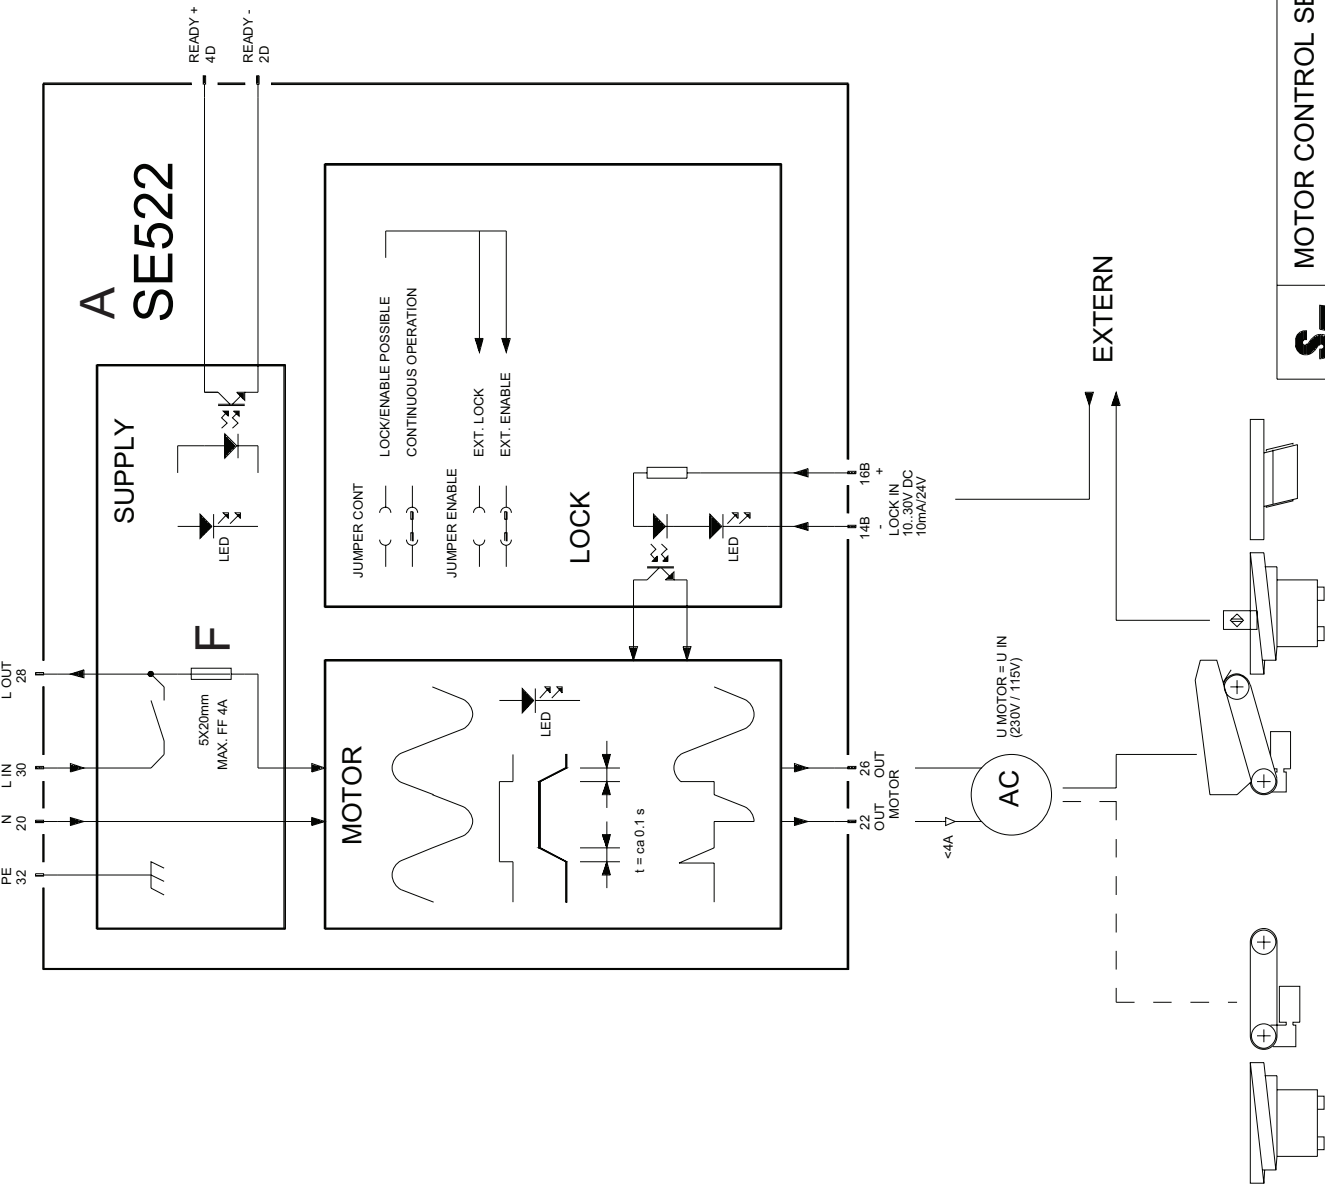 PE
32
N
20
L IN
30
L OUT
28
READY +
4D
READY -
2D
A
SE522
SUPPLY
LED
F
5X20mm
MAX. FF 4A
MOTOR
LED
t = ca 0.1 s
JUMPER CONT
LOCK/ENABLE POSSIBLE
CONTINUOUS OPERATION
JUMPER ENABLE
EXT. LOCK
EXT. ENABLE
LOCK
LED
22
OUT
26
OUT
MOTOR
14B
-
16B
+
LOCK IN
10...30V DC
10mA/24V
<4A
AC
U MOTOR = U IN
(230V / 115V)
EXTERN
MOTOR CONTROL